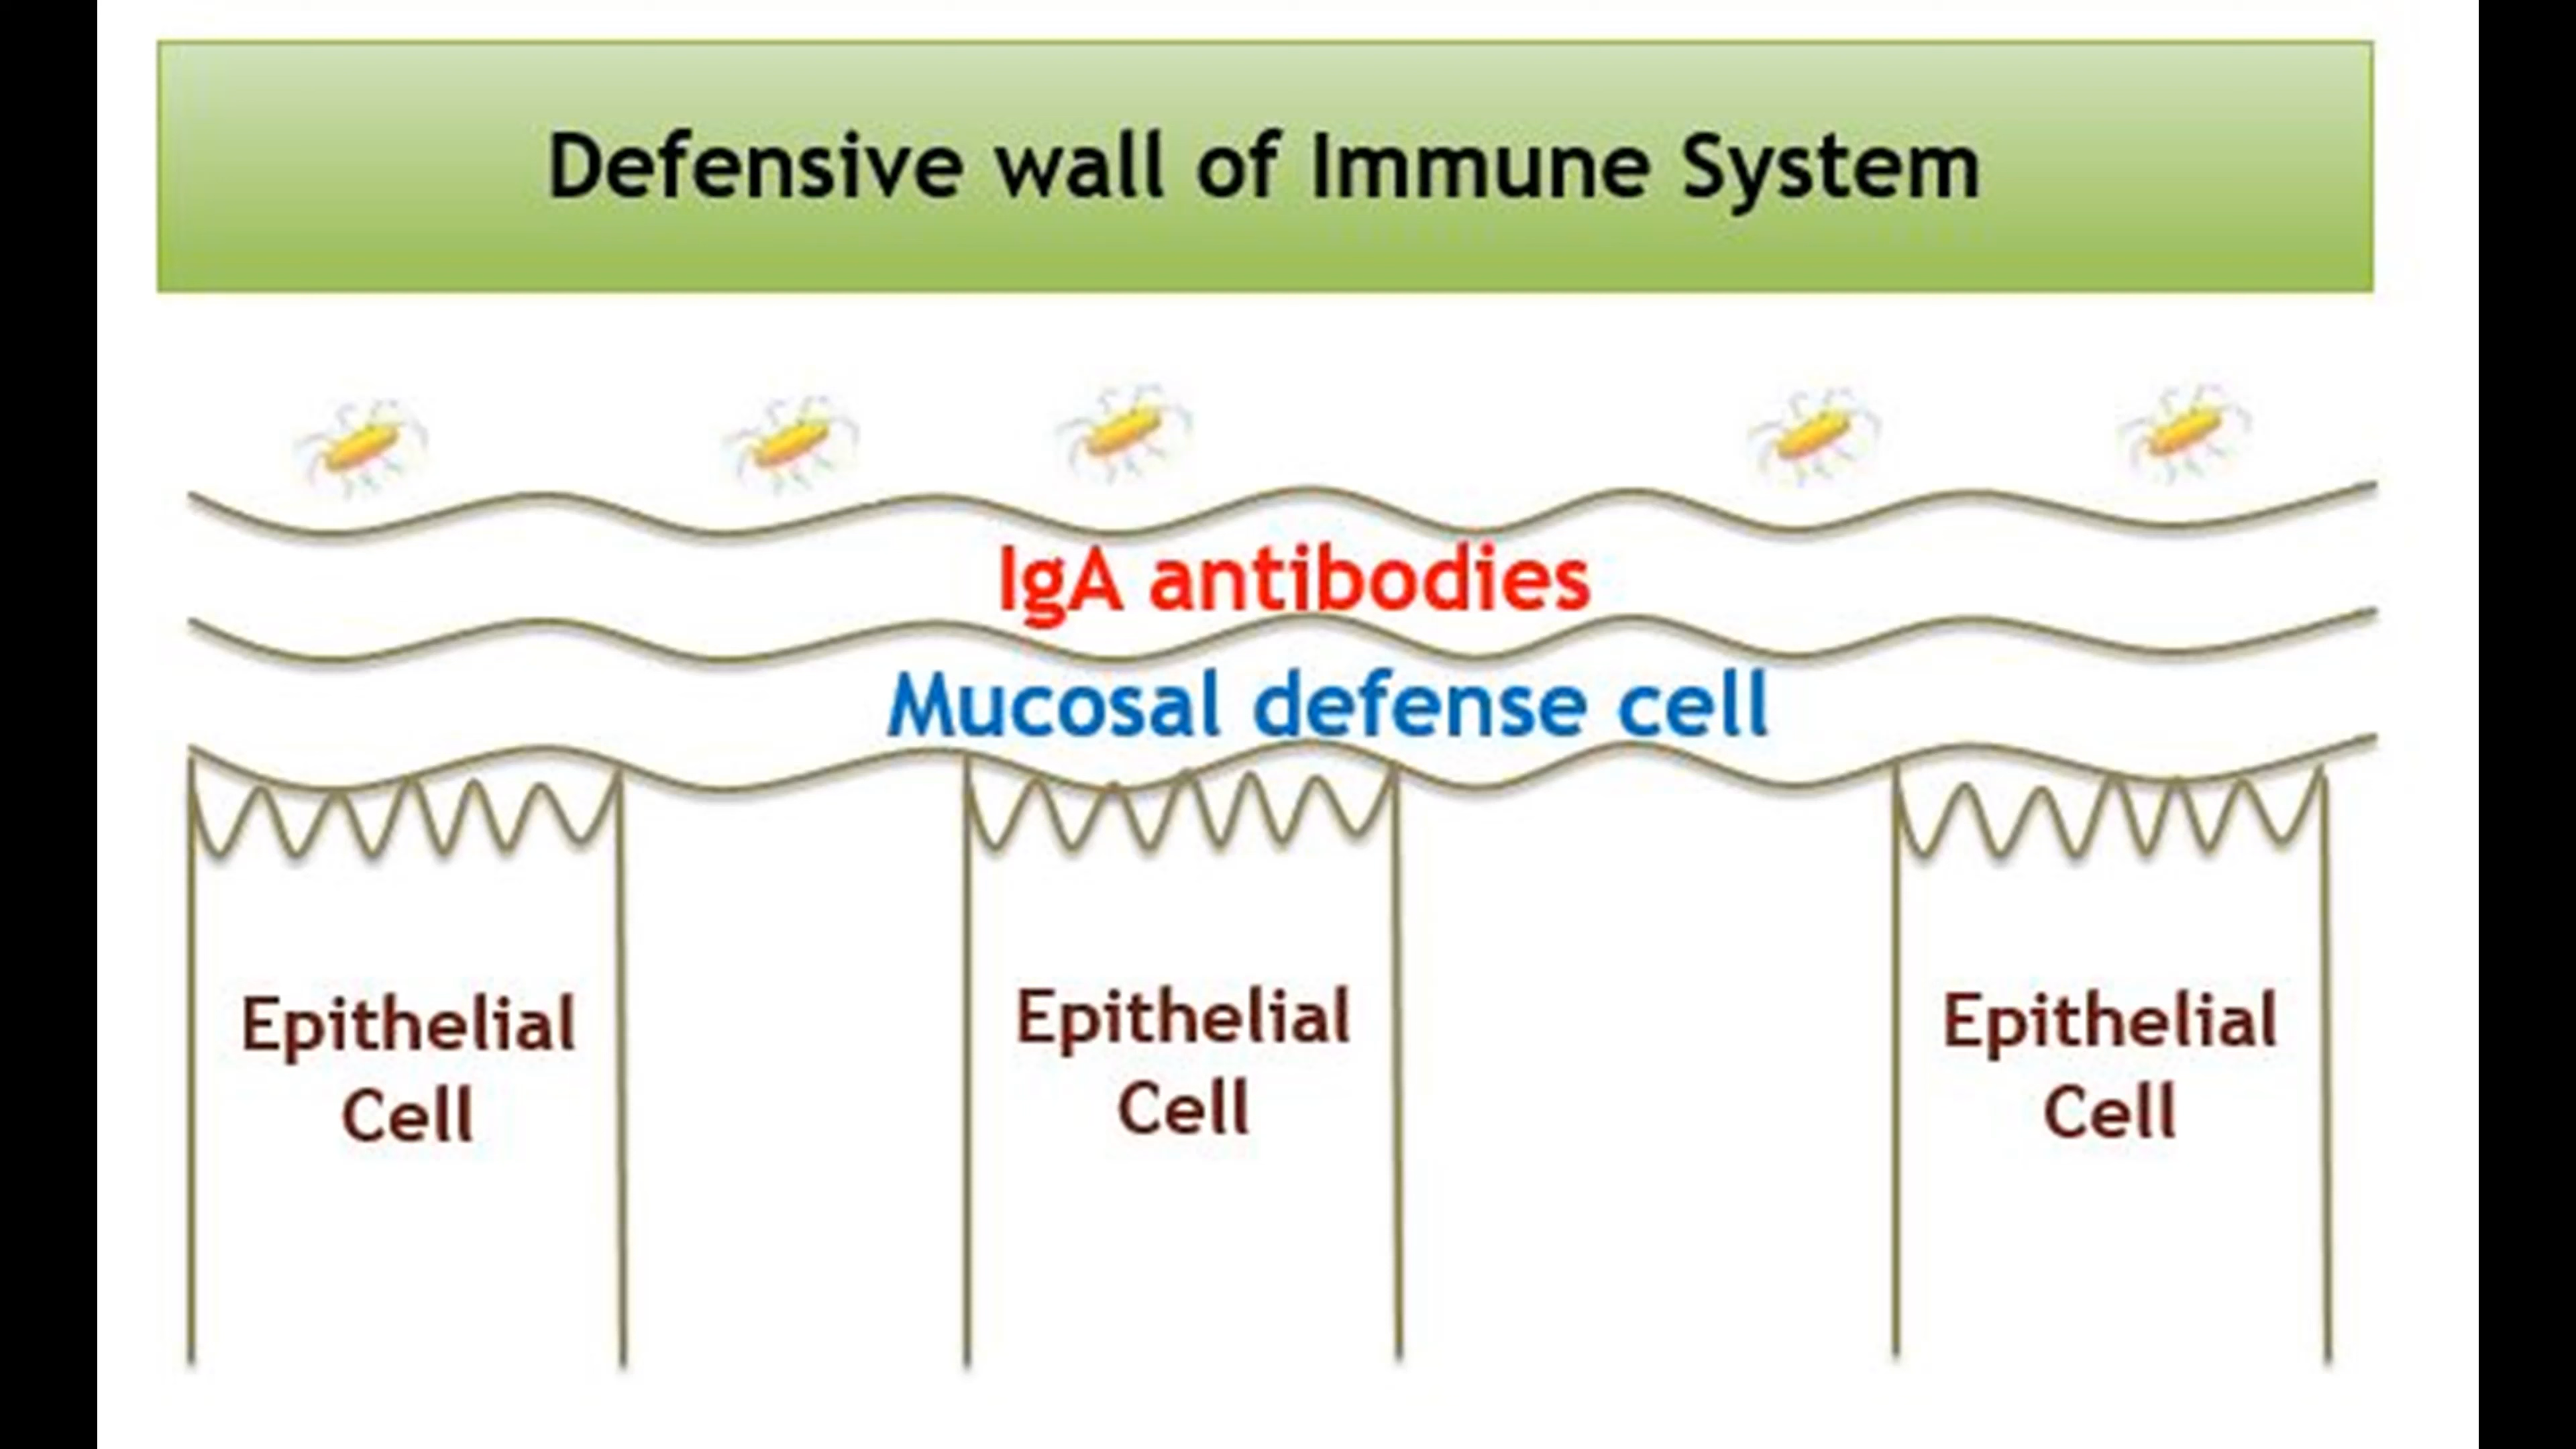 Defensive wall of Immune System
IgA antibodies
Mucosal defense cell
Epithelial
Cell
Epithelial
Cell
Epithelial
Cell